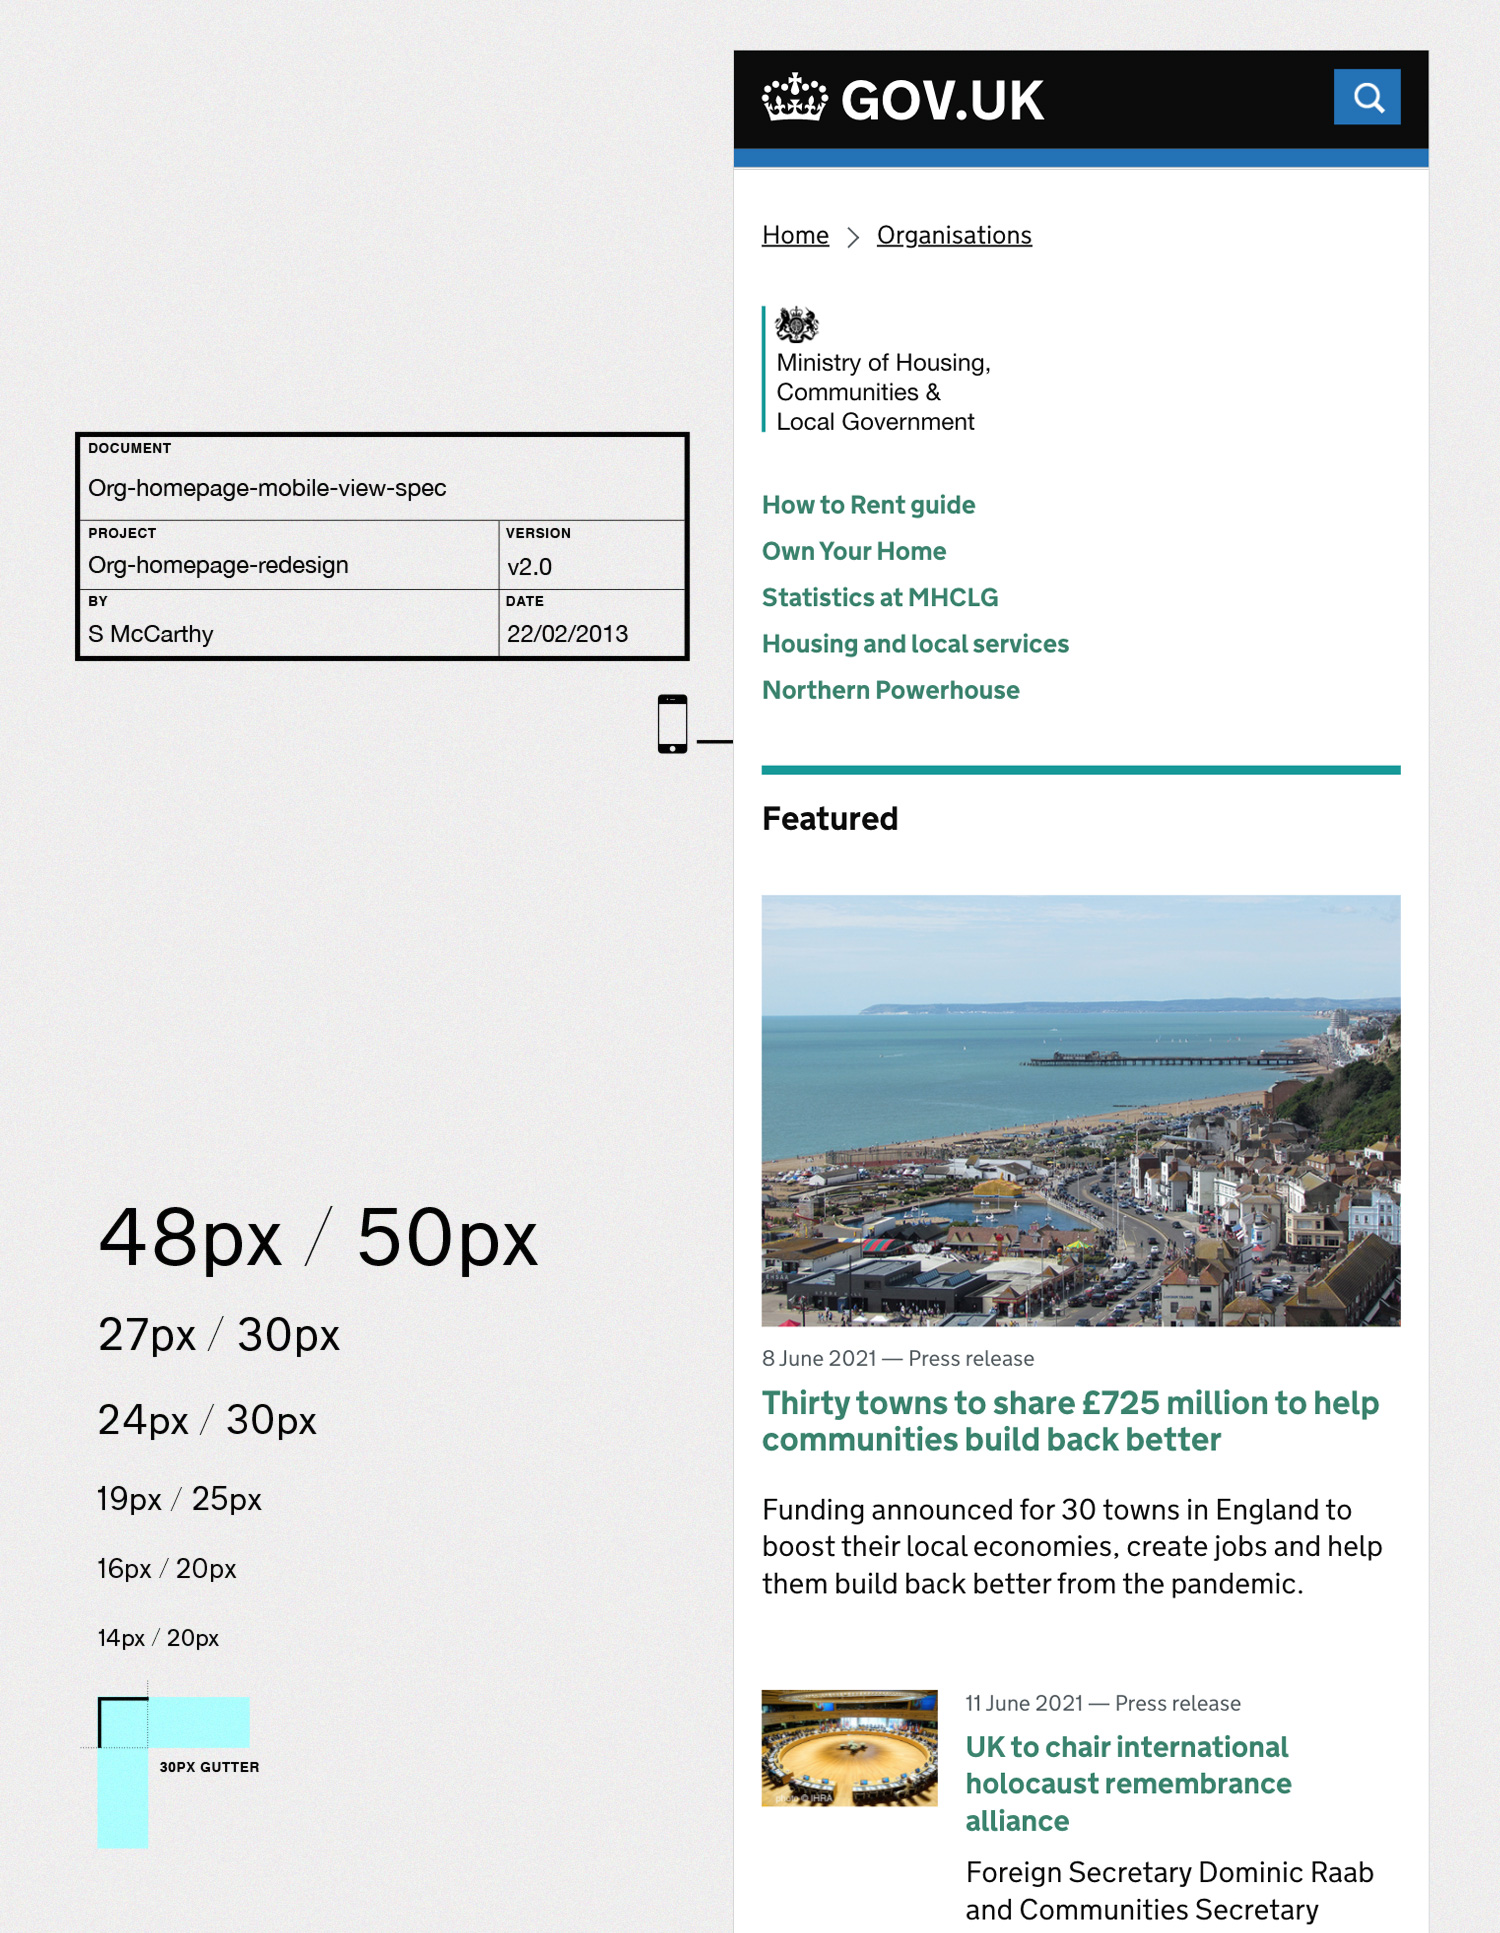 DOCUMENT
Org-homepage-mobile-view-spec
PROJECT
Org-homepage-redesign
VERSION
v2.0
BY
S McCarthy
DATE
22/02/2013
48px / 50px
27px / 30px
24px / 30px
19px / 25px
16px / 20px
14px / 20px
30PX GUTTER
GOV.UK
Home
Organisations
Ministry of Housing,
Communities &
Local Government
How to Rent guide
Own Your Home
Statistics at MHCLG
Housing and local services
Northern Powerhouse
Featured
8 June 2021 — Press release
Thirty towns to share £725 million to help
communities build back better
Funding announced for 30 towns in England to
boost their local economies, create jobs and help
them build back better from the pandemic.
photo © IHRA
11 June 2021 — Press release
UK to chair international
holocaust remembrance
alliance
Foreign Secretary Dominic Raab
and Communities Secretary